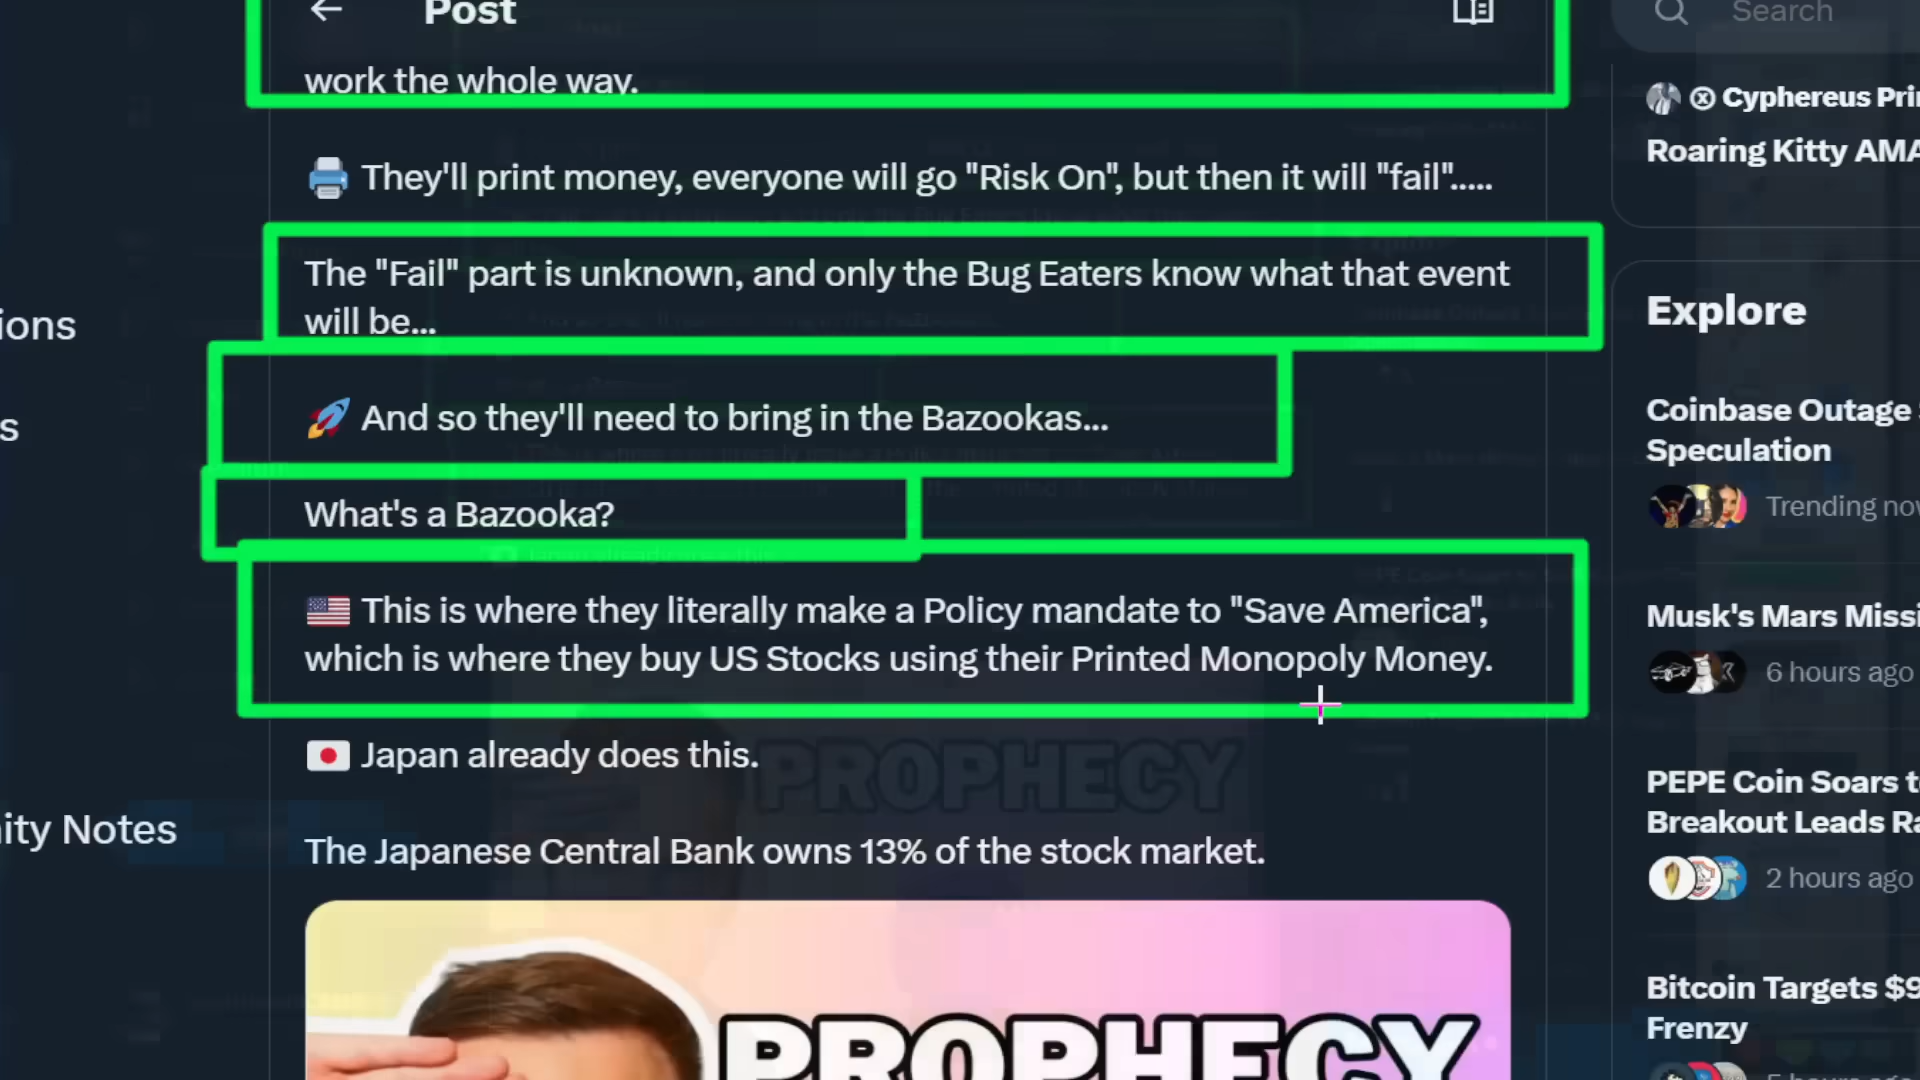 Post
Search
work the whole way.
Cyphereus Pri
Roaring Kitty AMA
They'll print money, everyone will go "Risk On", but then it will "fail".....
The "Fail" part is unknown, and only the Bug Eaters know what that event
will be...
And so they'll need to bring in the Bazookas...
What's a Bazooka?
This is where they literally make a Policy mandate to "Save America",
which is where they buy US Stocks using their Printed Monopoly Money.
Japan already does this.
The Japanese Central Bank owns 13% of the stock market.
PROPHECY
PROPHECY
ions
s
ity Notes
Explore
Coinbase Outage
Speculation
Trending now
Musk's Mars Missi
6 hours ago
PEPE Coin Soars to
Breakout Leads Ra
2 hours ago
Bitcoin Targets $9
Frenzy
5 hours ago